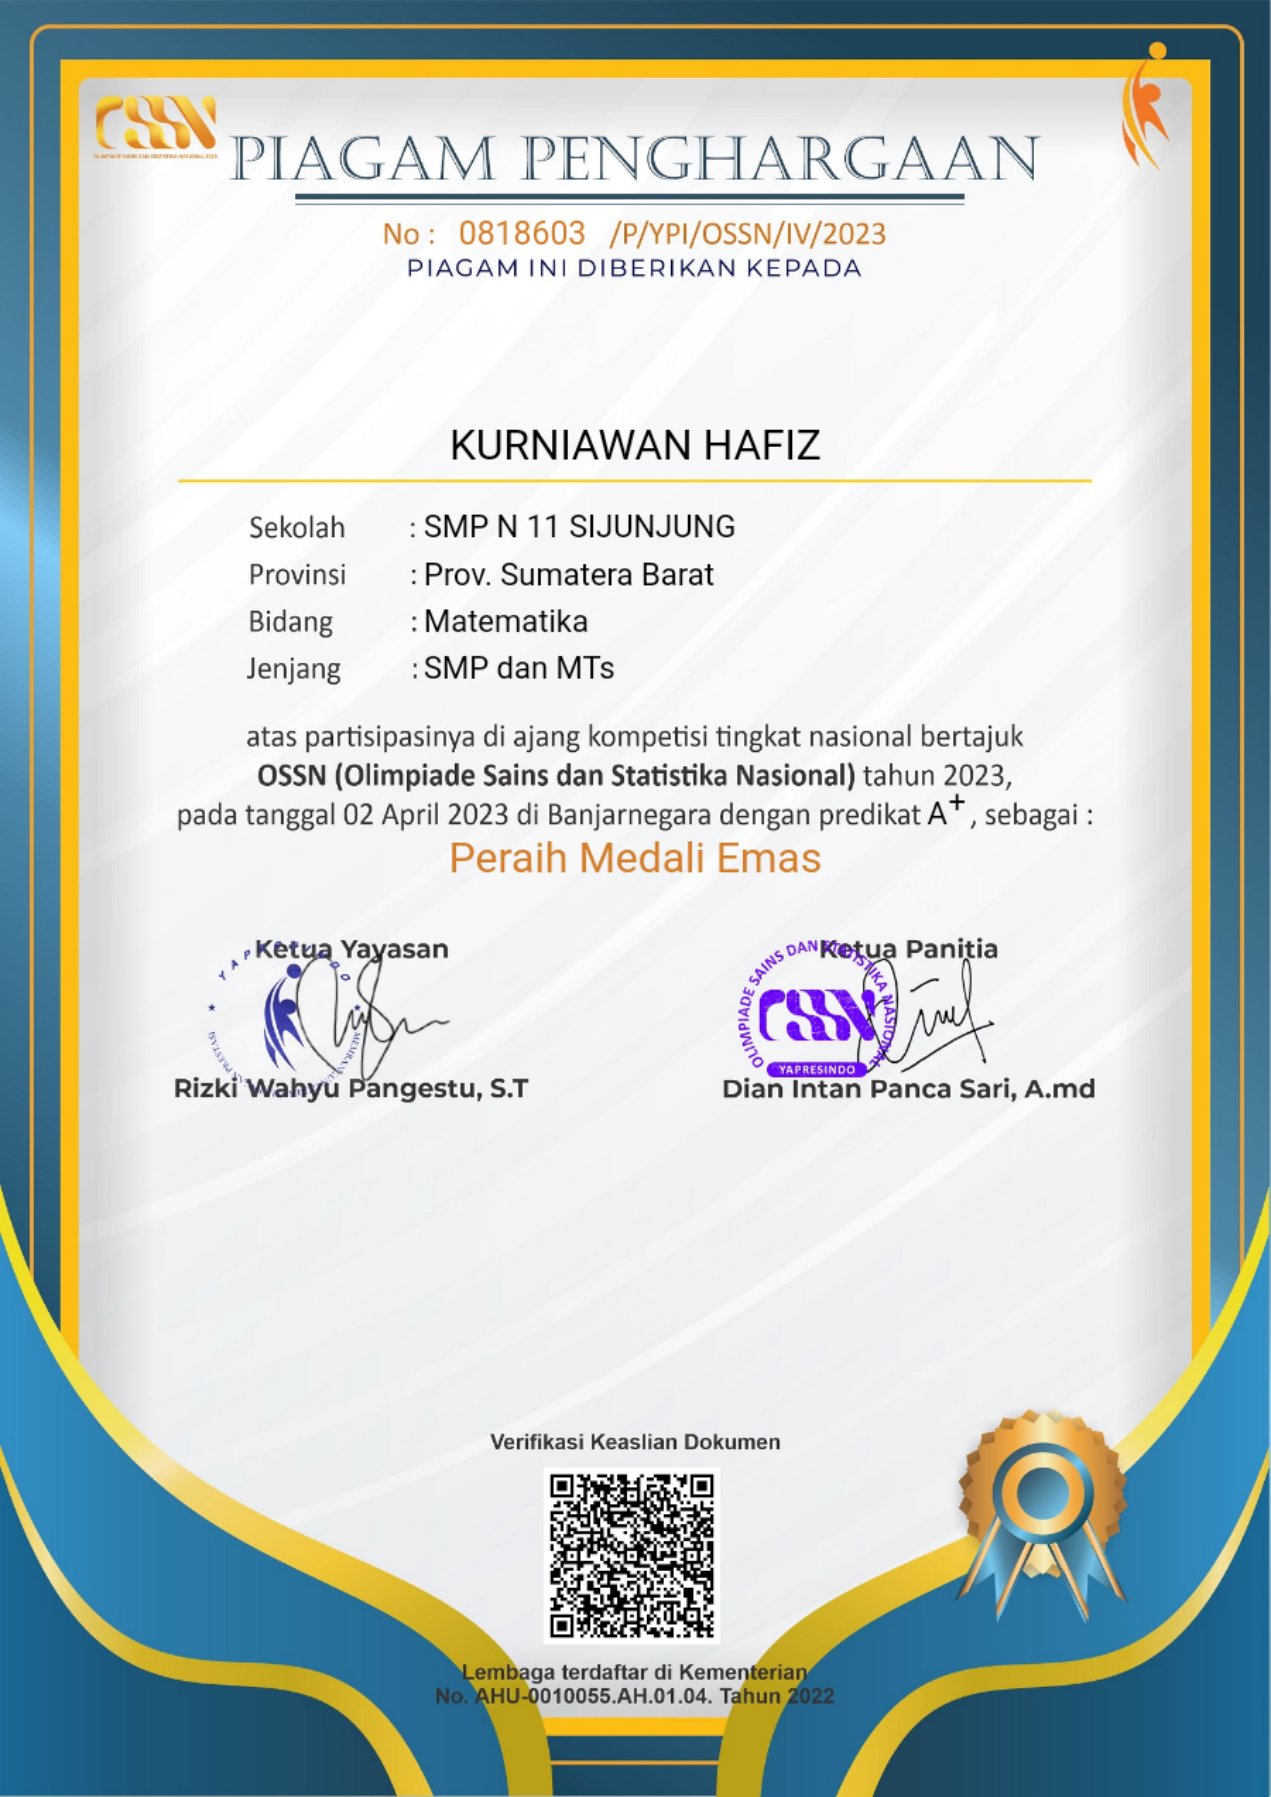 OSSN
OLIMPIADE SAINS DAN STATISTIKA NASIONAL 2023
PIAGAM PENGHARGAAN
No : 0818603 /P/YPI/OSSN/IV/2023
PIAGAM INI DIBERIKAN KEPADA
KURNIAWAN HAFIZ
Sekolah : SMP N 11 SIJUNJUNG
Provinsi : Prov. Sumatera Barat
Bidang : Matematika
Jenjang : SMP dan MTs
atas partisipasinya di ajang kompetisi tingkat nasional bertajuk
OSSN (Olimpiade Sains dan Statistika Nasional) tahun 2023,
pada tanggal 02 April 2023 di Banjarnegara dengan predikat A+ , sebagai :
Peraih Medali Emas
Ketua Yayasan
Rizki Wahyu Pangestu, S.T
Ketua Panitia
OLIMPIADE SAINS DAN STATISTIKA NASIONAL
OSSN
YAPRESINDO
Dian Intan Panca Sari, A.md
Verifikasi Keaslian Dokumen
Lembaga terdaftar di Kementerian
No. AHU-0010055.AH.01.04. Tahun 2022